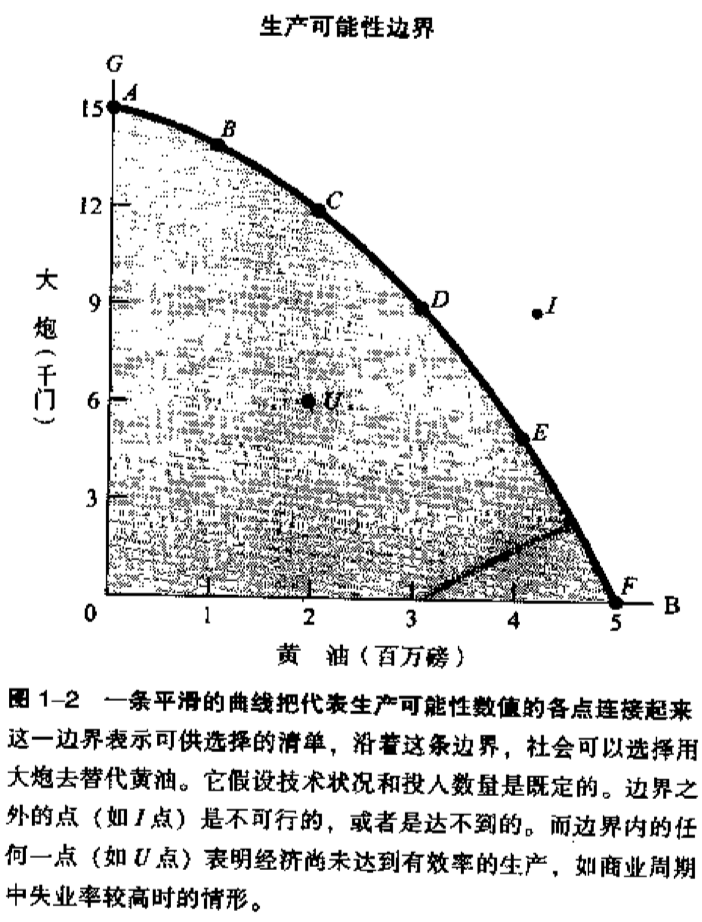 生产可能性边界
G
A
15
B
C
12
大炮（千门）
9
D
I
6
U
E
3
F
0
1
2
3
4
5
B
黄 油（百万磅）
图 1–2 一条平滑的曲线把代表生产可能性数值的各点连接起来
这一边界表示可供选择的清单，沿着这条边界，社会可以选择用
大炮去替代黄油。它假设技术状况和投人数量是既定的。边界之
外的点（如 I 点）是不可行的，或者是达不到的。而边界内的任
何一点（如 U 点）表明经济尚未达到有效率的生产，如商业周期
中失业率较高时的情形。